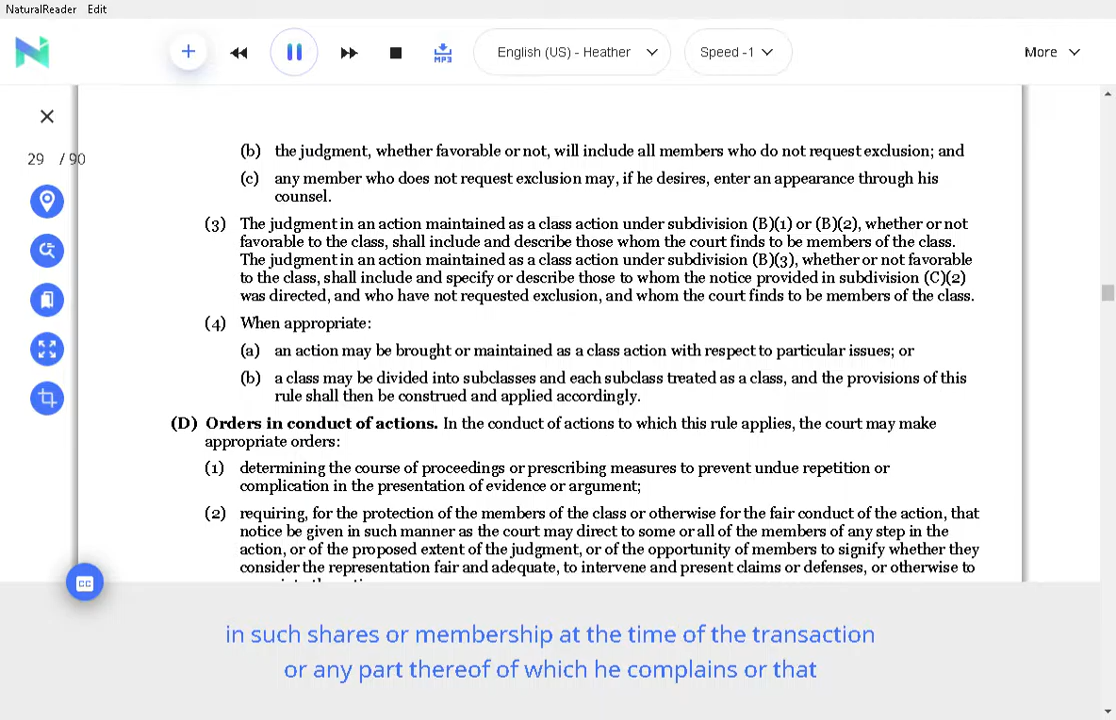 NaturalReader Edit
+ MP3 English (US) - Heather Speed -1 More
29 / 90
(b) the judgment, whether favorable or not, will include all members who do not request exclusion; and
(c) any member who does not request exclusion may, if he desires, enter an appearance through his
counsel.
(3) The judgment in an action maintained as a class action under subdivision (B)(1) or (B)(2), whether or not
favorable to the class, shall include and describe those whom the court finds to be members of the class.
The judgment in an action maintained as a class action under subdivision (B)(3), whether or not favorable
to the class, shall include and specify or describe those to whom the notice provided in subdivision (C)(2)
was directed, and who have not requested exclusion, and whom the court finds to be members of the class.
(4) When appropriate:
(a) an action may be brought or maintained as a class action with respect to particular issues; or
(b) a class may be divided into subclasses and each subclass treated as a class, and the provisions of this
rule shall then be construed and applied accordingly.
(D) Orders in conduct of actions. In the conduct of actions to which this rule applies, the court may make
appropriate orders:
(1) determining the course of proceedings or prescribing measures to prevent undue repetition or
complication in the presentation of evidence or argument;
(2) requiring, for the protection of the members of the class or otherwise for the fair conduct of the action, that
notice be given in such manner as the court may direct to some or all of the members of any step in the
action, or of the proposed extent of the judgment, or of the opportunity of members to signify whether they
consider the representation fair and adequate, to intervene and present claims or defenses, or otherwise to
CC
in such shares or membership at the time of the transaction
or any part thereof of which he complains or that